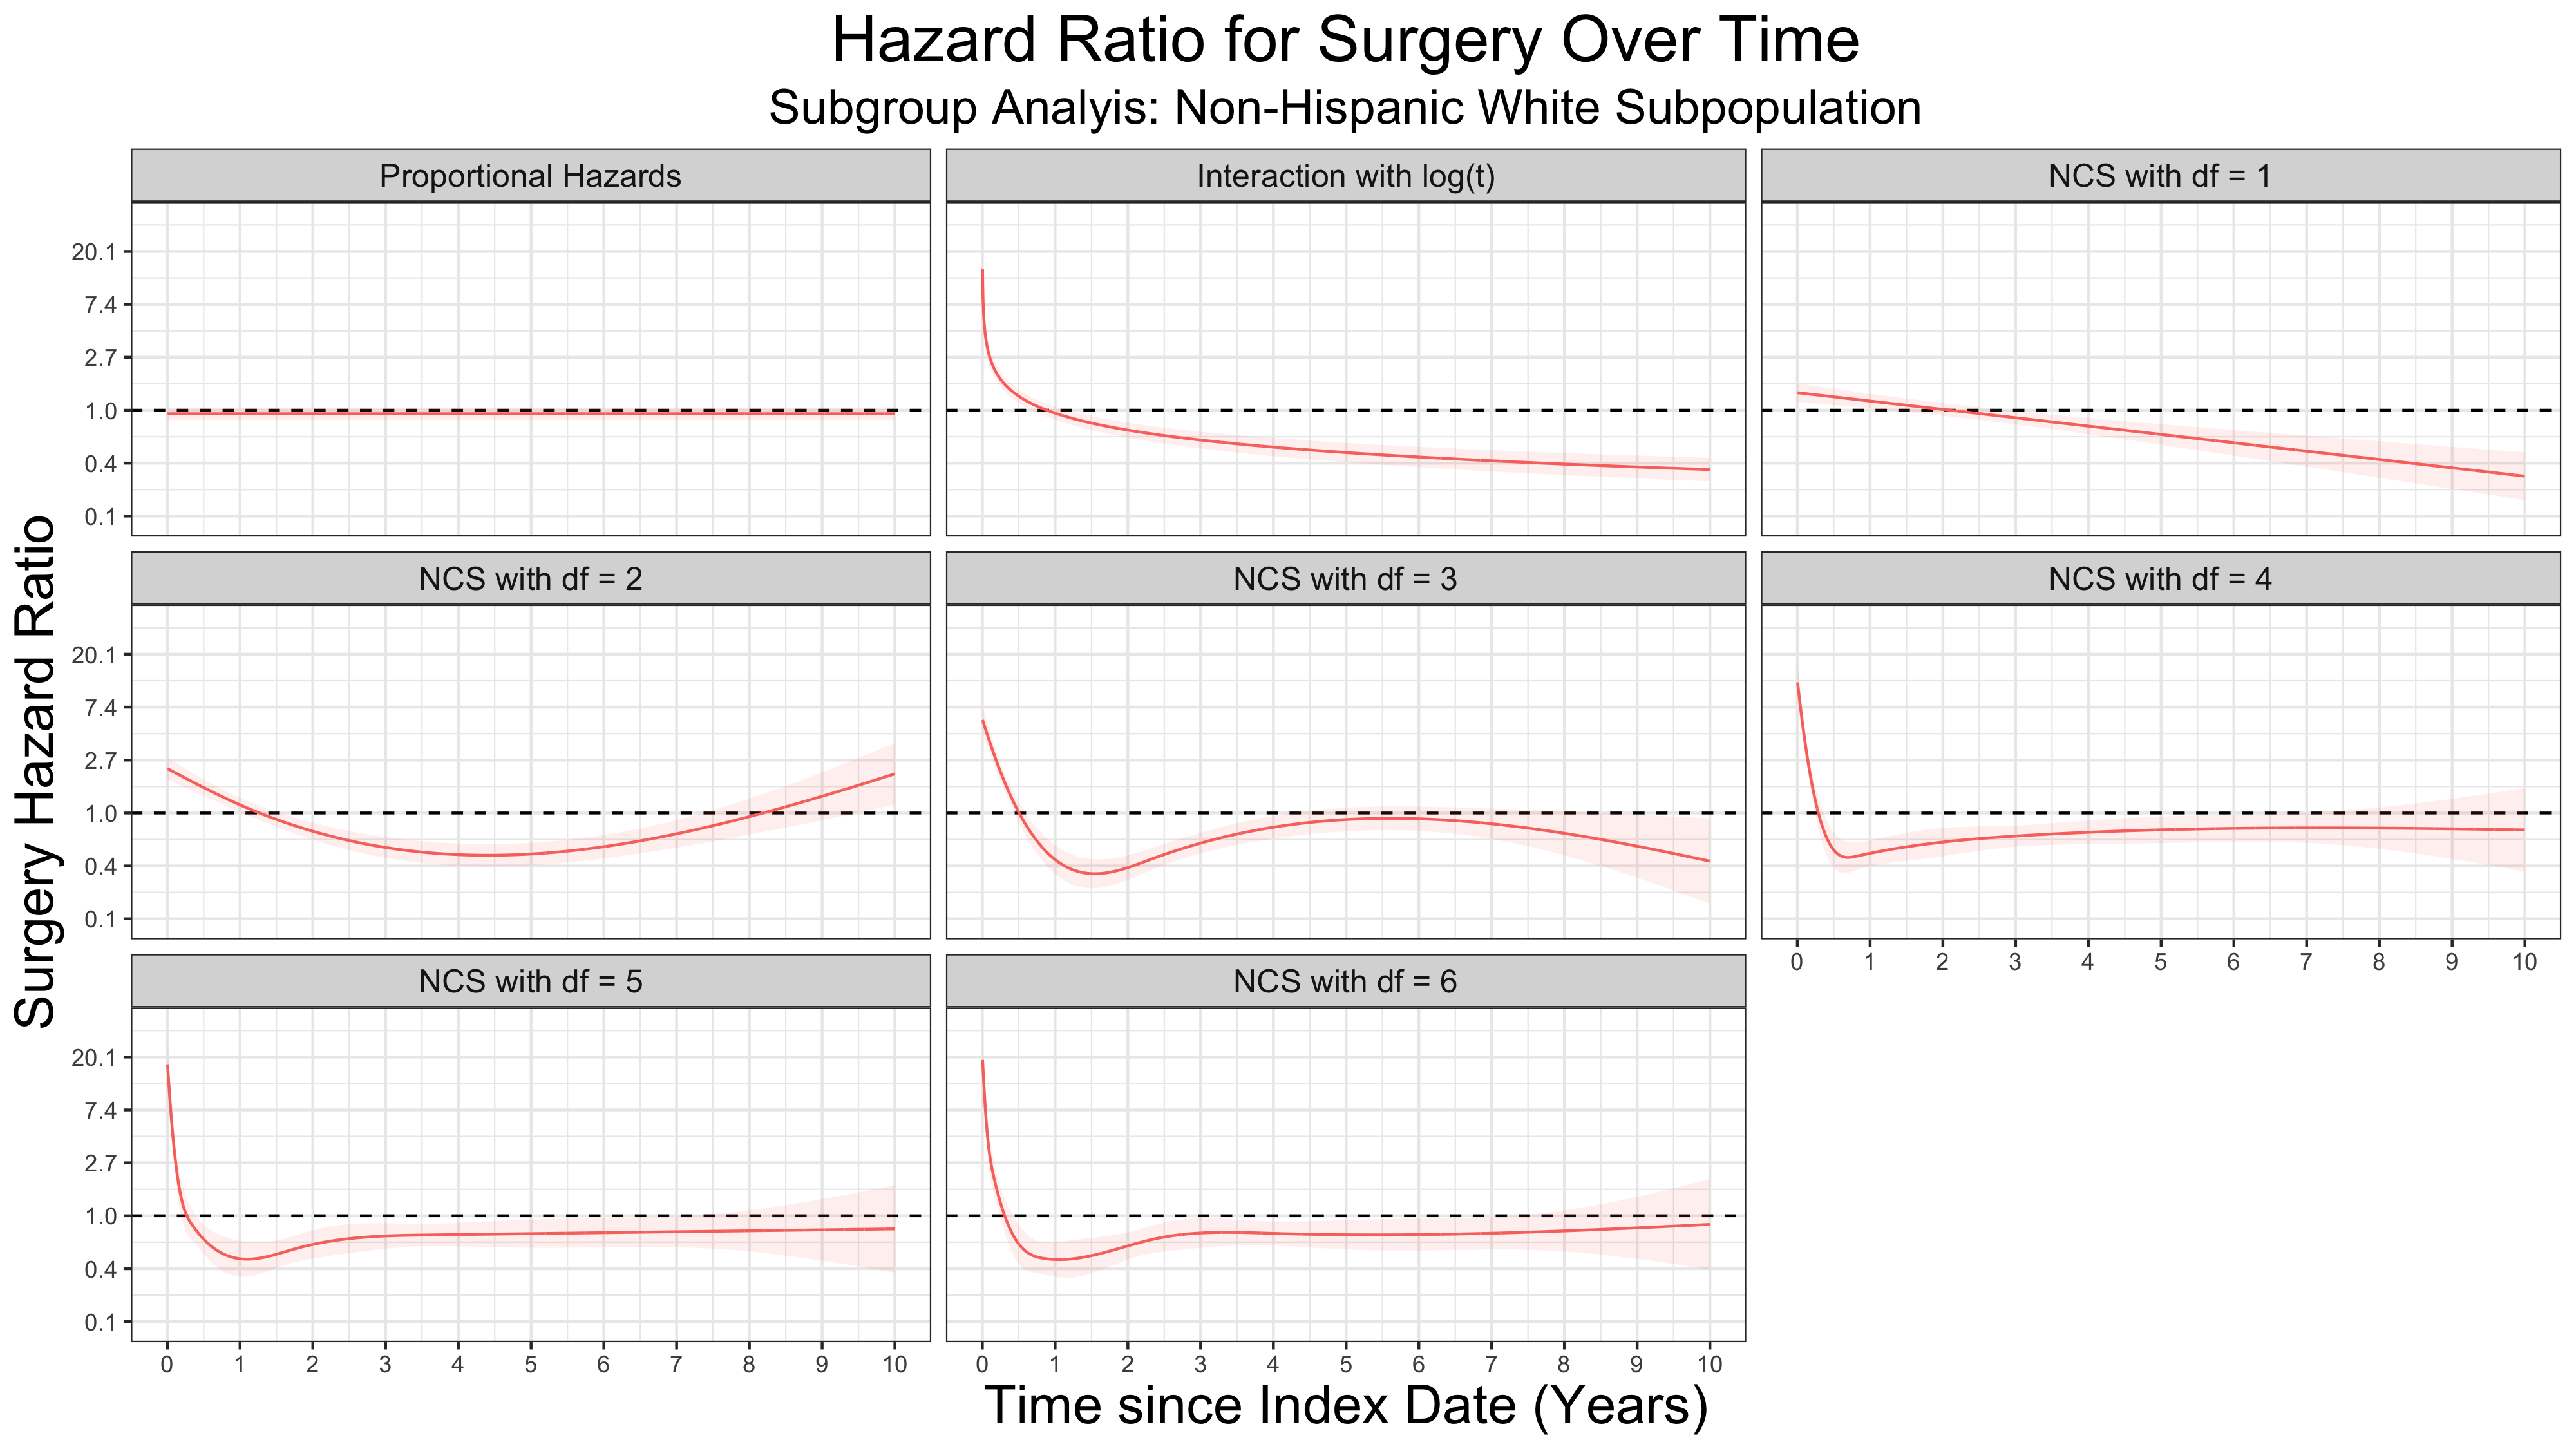 Hazard Ratio for Surgery Over Time
Subgroup Analyis: Non-Hispanic White Subpopulation
Proportional Hazards
Interaction with log(t)
NCS with df = 1
20.1
7.4
2.7
1.0
0.4
0.1
NCS with df = 2
NCS with df = 3
NCS with df = 4
20.1
7.4
2.7
1.0
0.4
0.1
0 1 2 3 4 5 6 7 8 9 10
NCS with df = 5
NCS with df = 6
20.1
7.4
2.7
1.0
0.4
0.1
0 1 2 3 4 5 6 7 8 9 10
0 1 2 3 4 5 6 7 8 9 10
Surgery Hazard Ratio
Time since Index Date (Years)